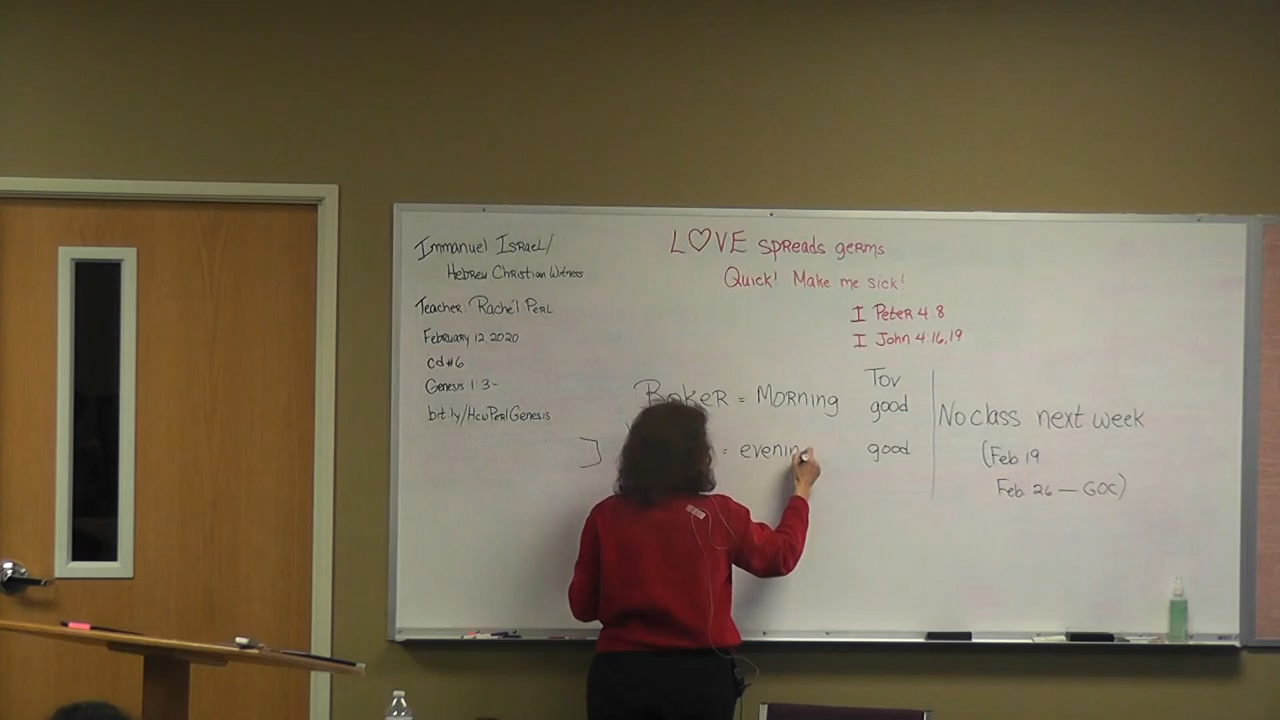 Immanuel Israel/
Hebrew Christian Witness
Teacher: Rachel Perl
February 12, 2020
cd#6
Genesis 1:3-
bit.ly/HcwPerlGenesis
LOVE spreads germs
Quick! Make me sick!
I Peter 4:8
I John 4:16,19
Tov
Boker = Morning good
= evenin good
No class next week
(Feb 19
Feb. 26 — GOC)